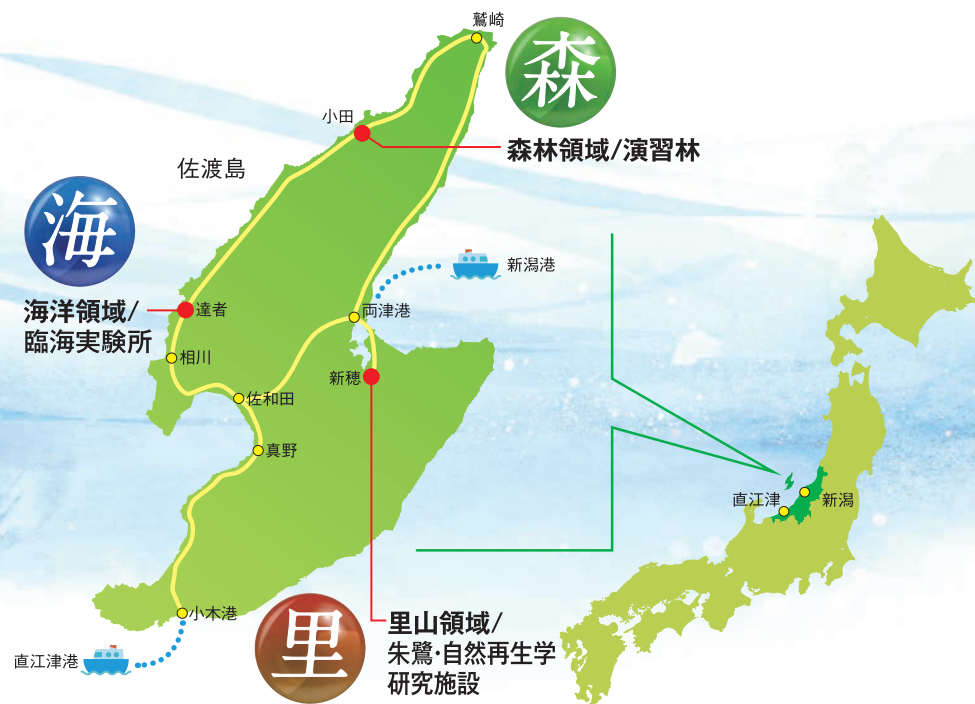 鷲崎
森
小田
森林領域/演習林
佐渡島
海
新潟港
海洋領域/
臨海実験所
達者
両津港
相川
新穂
佐和田
真野
直江津
新潟
小木港
里
里山領域/
朱鷺・自然再生学
研究施設
直江津港